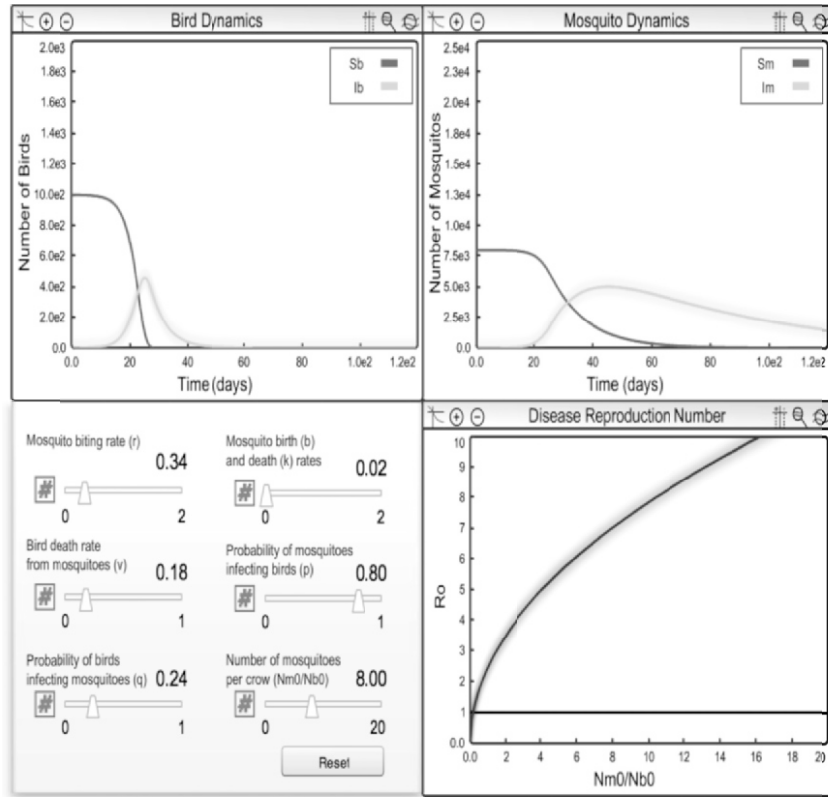 Bird Dynamics
Number of Birds
2.0e3
1.8e3
1.6e3
1.4e3
1.2e3
10.0e2
8.0e2
6.0e2
4.0e2
2.0e2
0.0
Sb
Ib
0.0 20 40 60 80 1.0e2 1.2e2
Time (days)
Mosquito Dynamics
Number of Mosquitos
2.5e4
2.3e4
2.0e4
1.8e4
1.5e4
1.3e4
1.0e4
7.5e3
5.0e3
2.5e3
0.0
Sm
Im
0.0 20 40 60 80 1.0e2 1.2e2
Time (days)
Mosquito biting rate (r)
0.34
#
0 2
Mosquito birth (b)
and death (k) rates
0.02
#
0 2
Bird death rate
from mosquitoes (v)
0.18
#
0 1
Probability of mosquitoes
infecting birds (p)
0.80
#
0 1
Probability of birds
infecting mosquitoes (q)
0.24
#
0 1
Number of mosquitoes
per crow (Nm0/Nb0)
8.00
#
0 20
Reset
Disease Reproduction Number
Ro
10
9
8
7
6
5
4
3
2
1
0.0
0.0 2 4 6 8 10 12 14 16 18 20
Nm0/Nb0